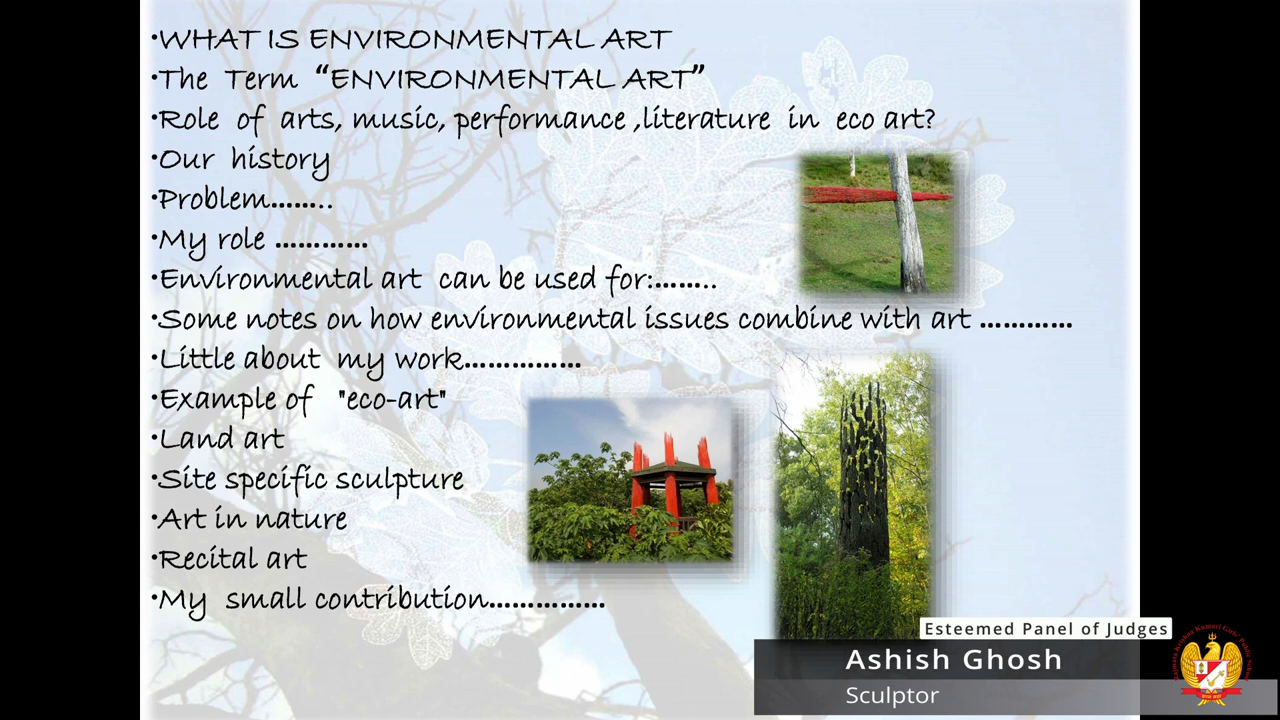 •WHAT IS ENVIRONMENTAL ART
•The Term “ENVIRONMENTAL ART”
•Role of arts, music, performance ,literature in eco art?
•Our history
•Problem……..
•My role …………
•Environmental art can be used for:……..
•Some notes on how environmental issues combine with art …………
•Little about my work……………
•Example of "eco-art"
•Land art
•Site specific sculpture
•Art in nature
•Recital art
•My small contribution……………
Esteemed Panel of Judges
Ashish Ghosh
Sculptor